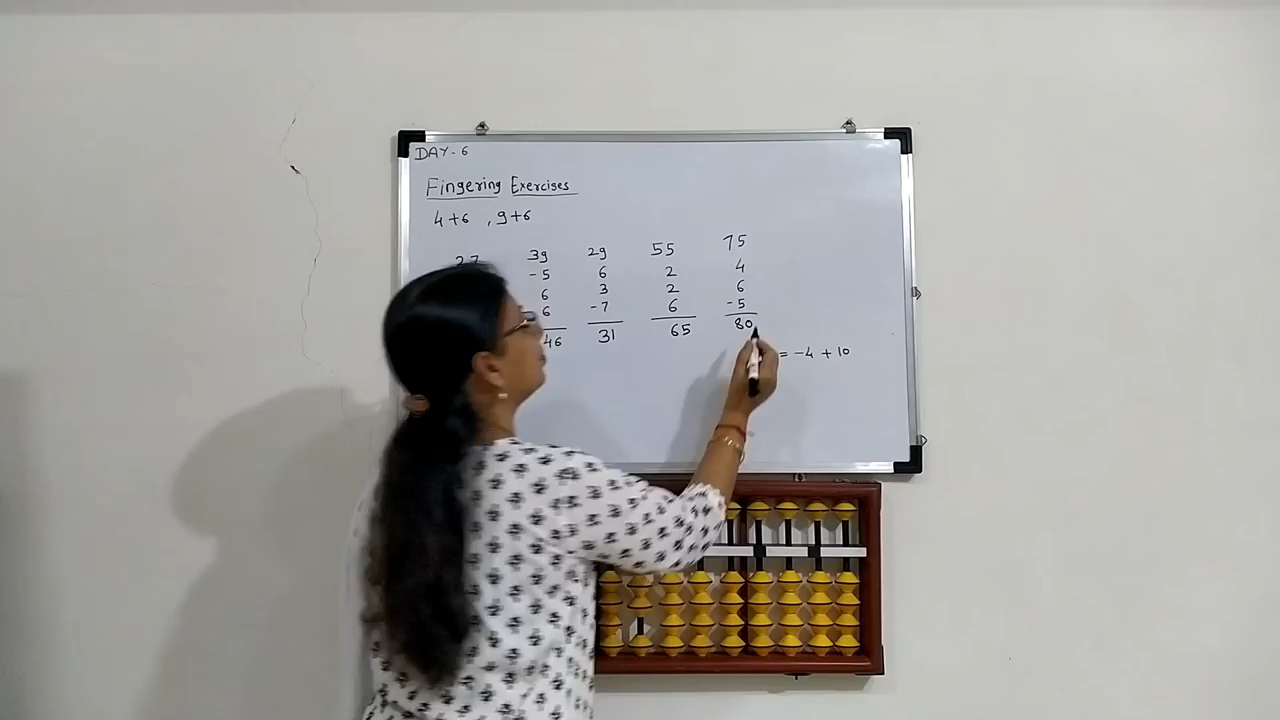 DAY-6
Fingering Exercises
4+6 , 9+6
27 39 29 55 75
-5 6 2 4
6 3 2 6
6 -7 6 -5
46 31 65 80
= -4 + 10